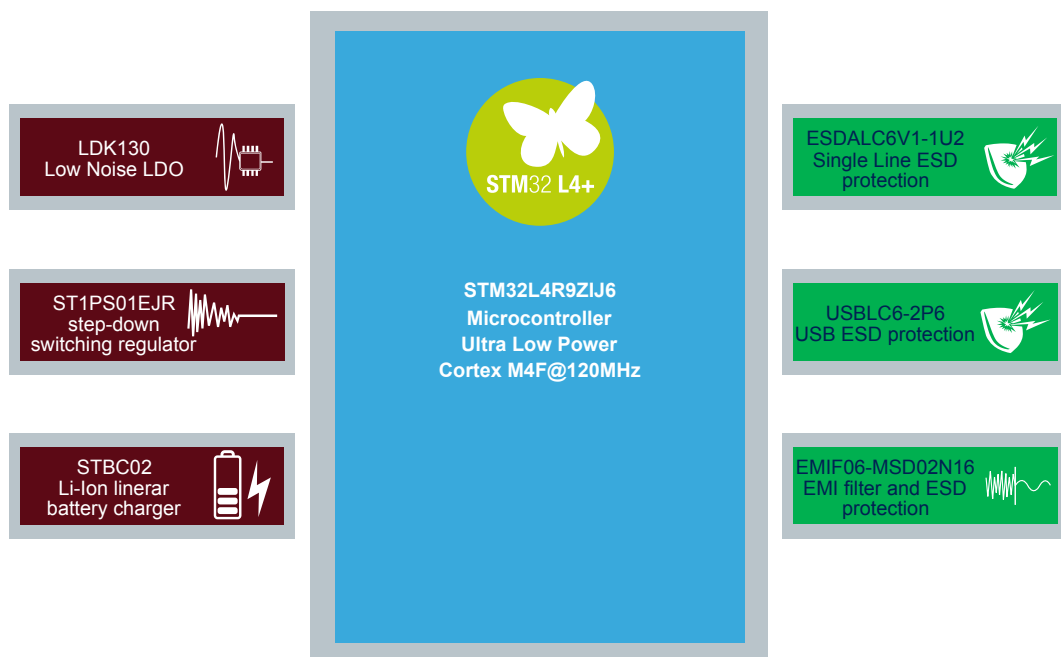 LDK130
Low Noise LDO
ST1PS01EJR
step-down
switching regulator
STBC02
Li-Ion linerar
battery charger
STM32 L4+
STM32L4R9ZIJ6
Microcontroller
Ultra Low Power
Cortex M4F@120MHz
ESDALC6V1-1U2
Single Line ESD
protection
USBLC6-2P6
USB ESD protection
EMIF06-MSD02N16
EMI filter and ESD
protection